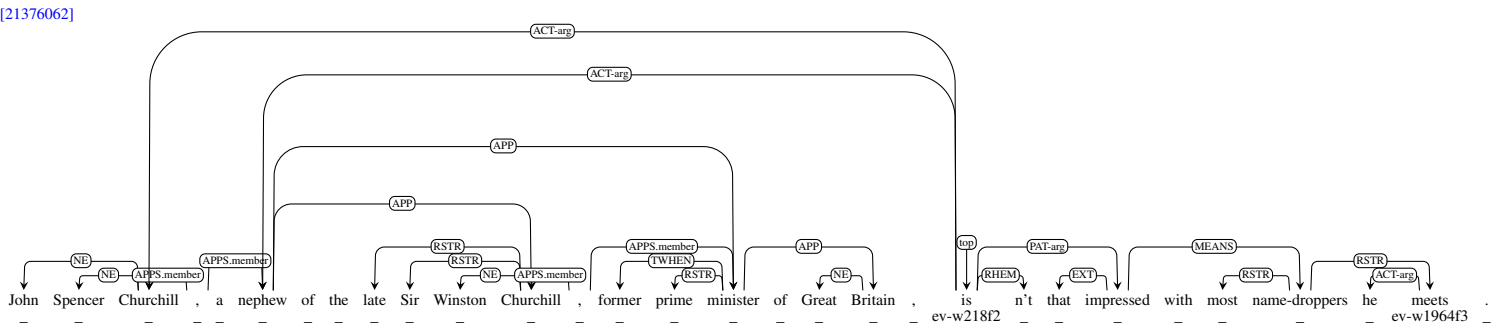 [21376062]
ACT-arg
ACT-arg
APP
APP
RSTR APPS.member TWHEN APP top PAT-arg MEANS RSTR
NE APPS.member RSTR
NE APPS.member NE APPS.member RSTR NE RHEM EXT RSTR ACT-arg
John Spencer Churchill , a nephew of the late Sir Winston Churchill , former prime minister of Great Britain , is n't that impressed with most name-droppers he meets .
_ _ _ _ _ _ _ _ _ _ _ _ _ _ _ _ _ _ _ _ ev-w218f2 _ _ _ _ _ _ _ ev-w1964f3 _